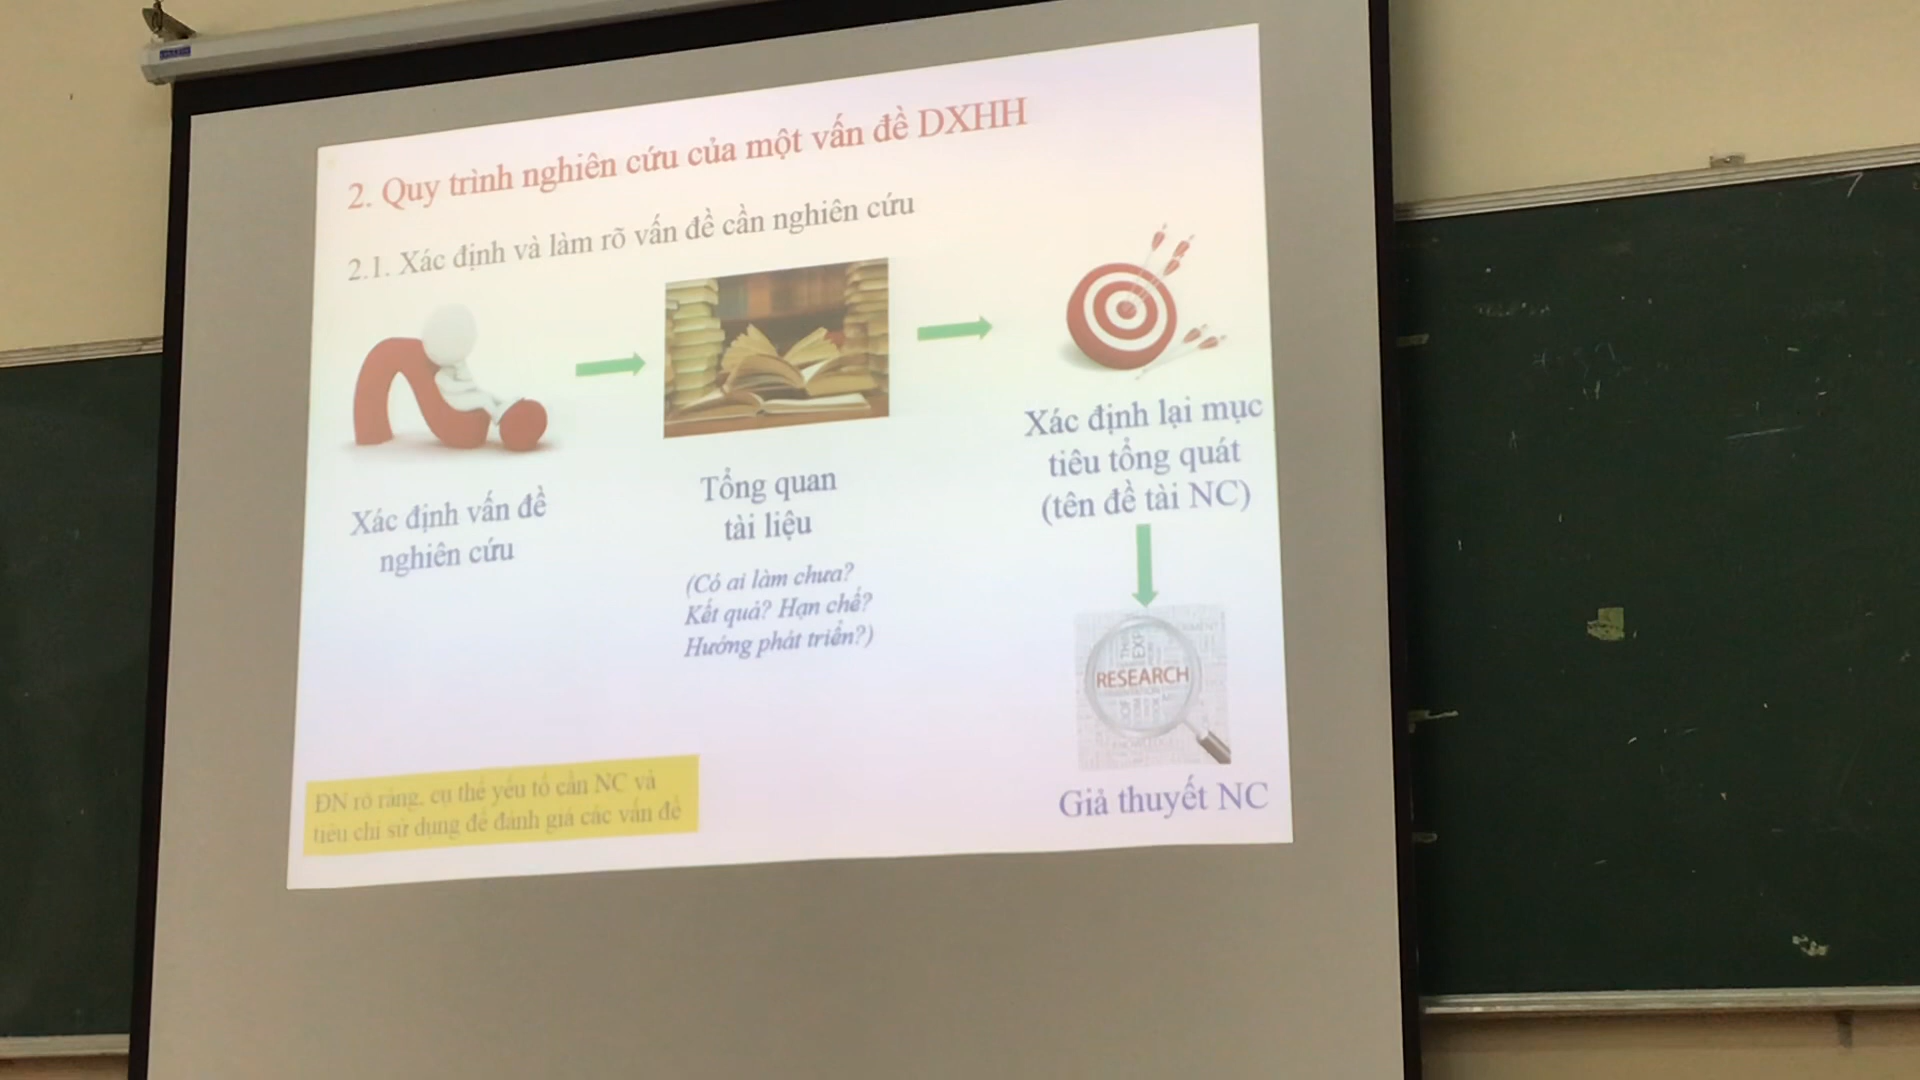 2. Quy trình nghiên cứu của một vấn đề DXHH
2.1. Xác định và làm rõ vấn đề cần nghiên cứu
Xác định vấn đề
nghiên cứu
Tổng quan
tài liệu
(Có ai làm chưa?
Kết quả? Hạn chế?
Hướng phát triển?)
Xác định lại mục
tiêu tổng quát
(tên đề tài NC)
RESEARCH
Giả thuyết NC
ĐN rõ ràng, cụ thể yếu tố cần NC và
tiêu chí sử dụng để đánh giá các vấn đề